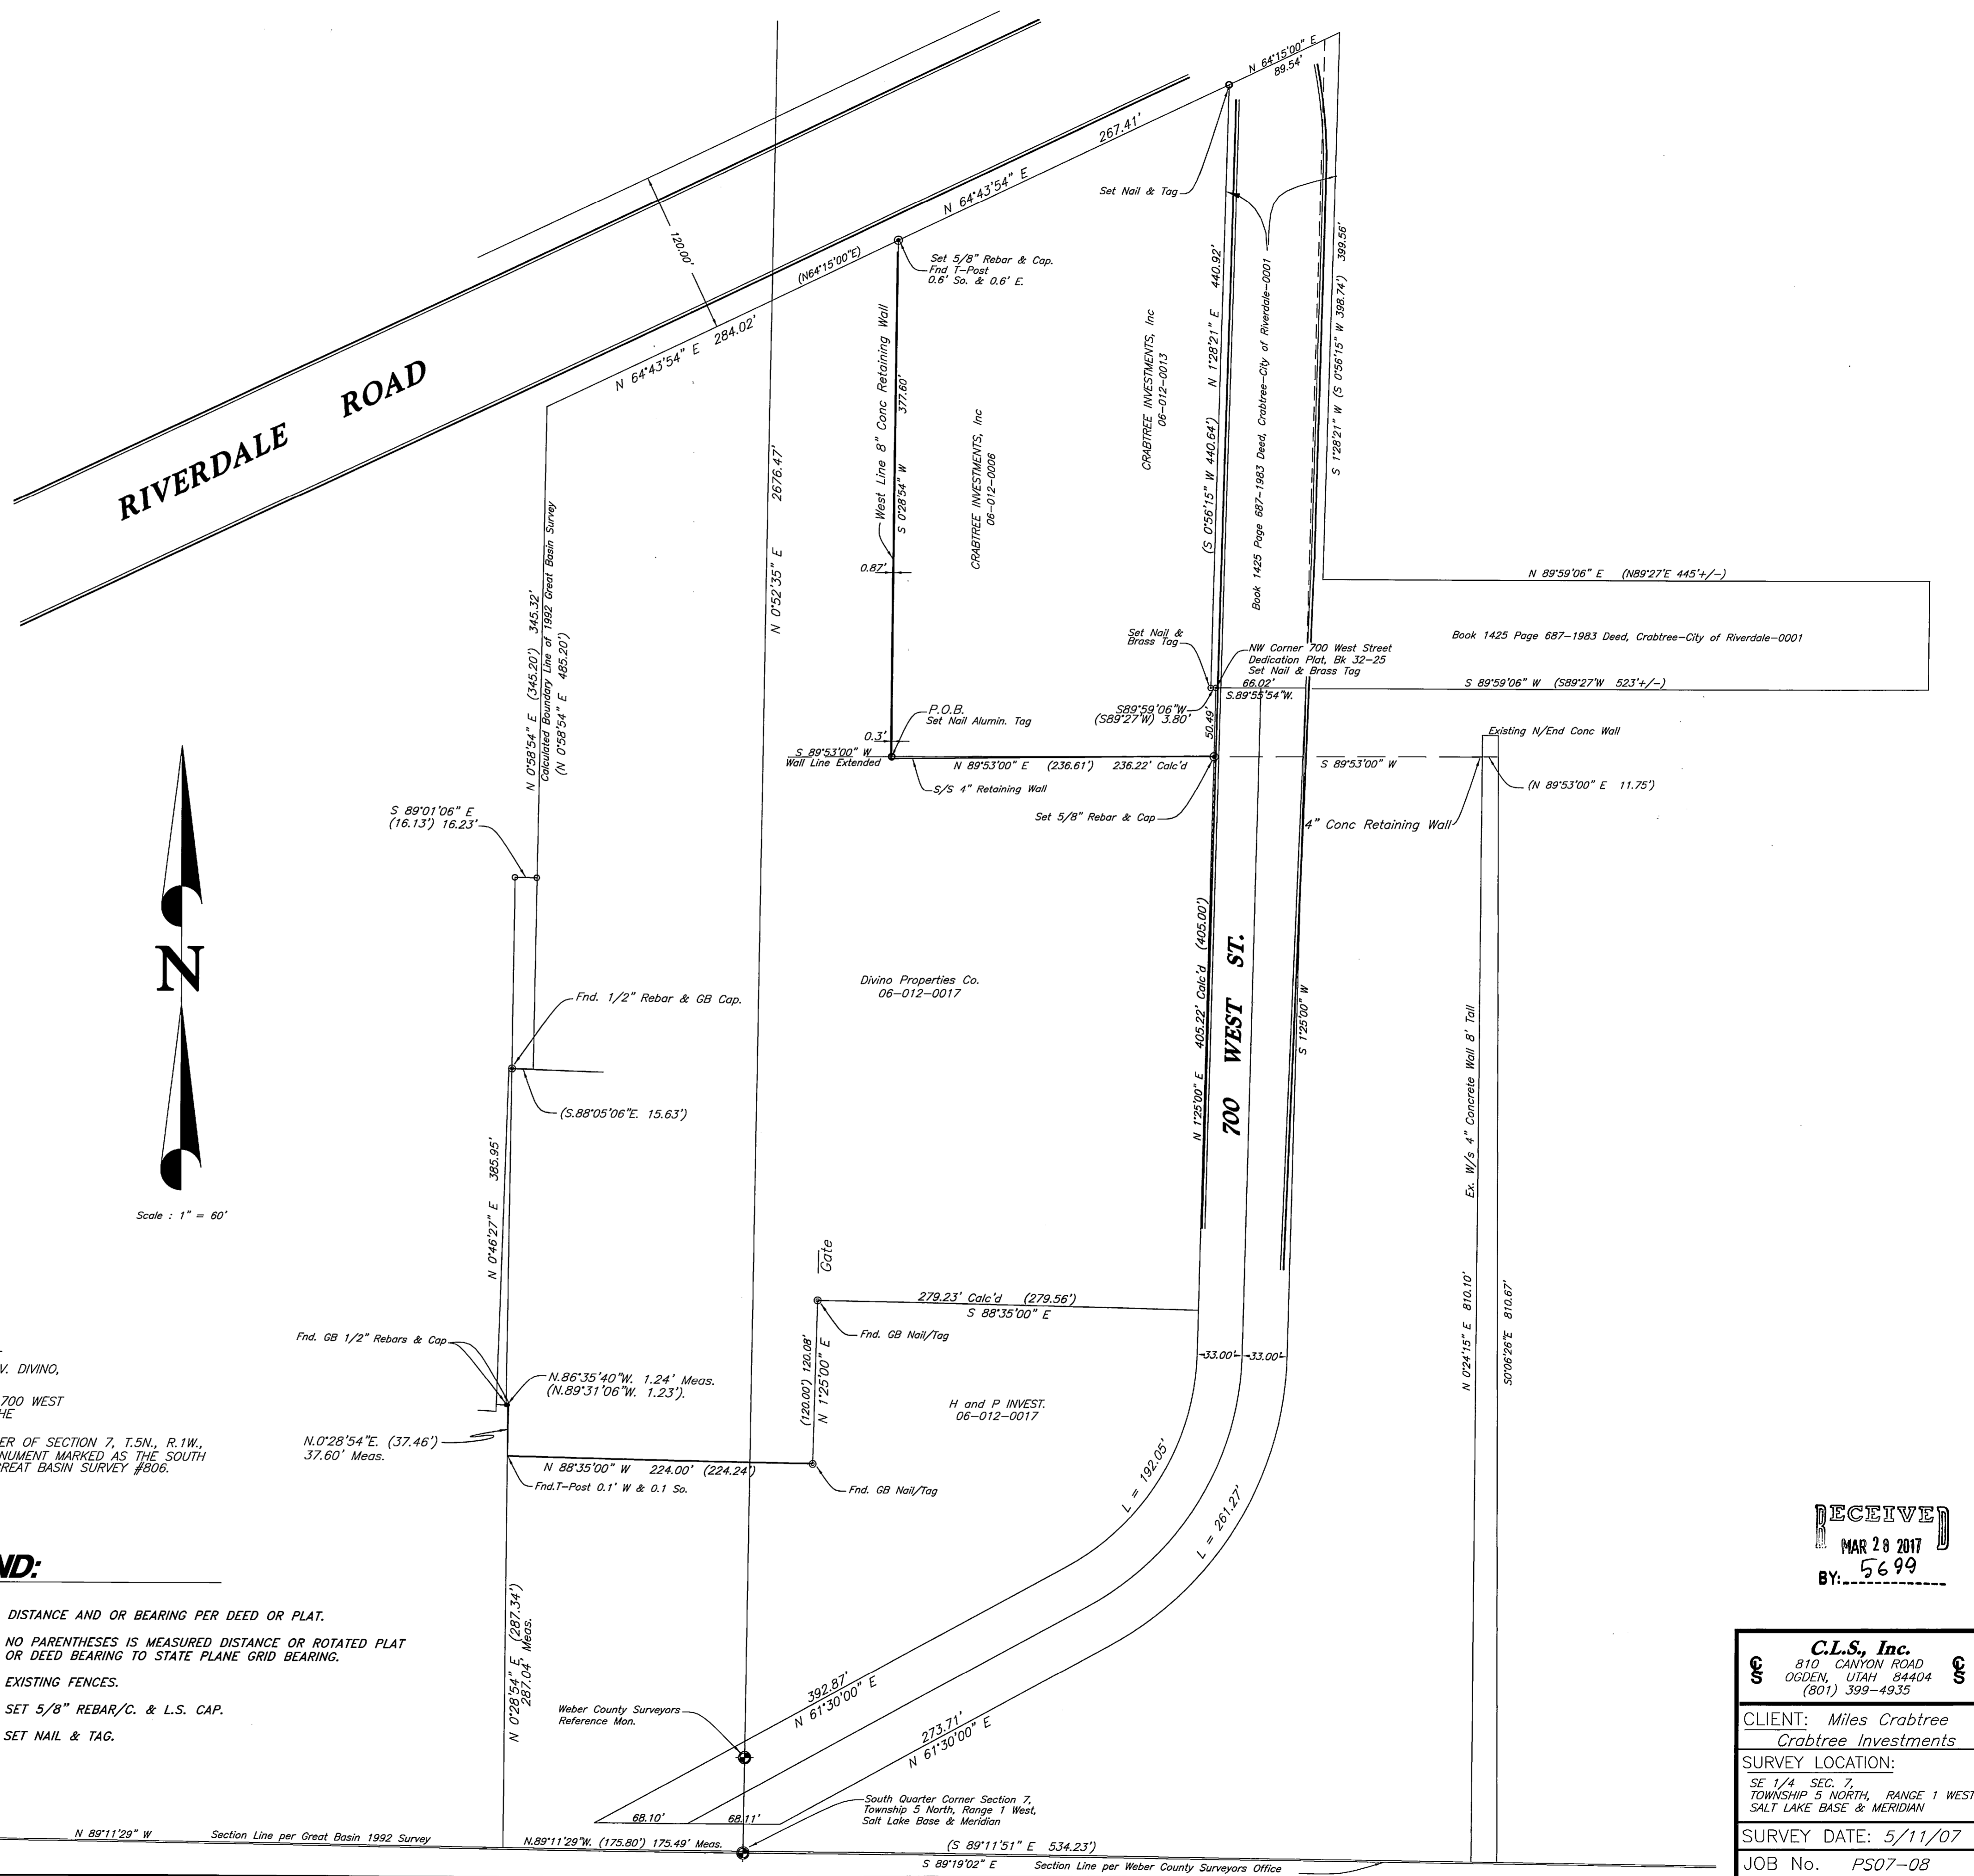 N 64°15'00" E
89.54'
267.41'
N 64°43'54" E
Set Nail & Tag
120.00'
(N64°15'00"E)
Set 5/8" Rebar & Cap.
Fnd T-Post
0.6' So. & 0.6' E.
N 64°43'54" E 284.02'
RIVERDALE ROAD
West Line 8" Conc Retaining Wall
S 0°28'54" W 377.60'
CRABTREE INVESTMENTS, Inc
06-012-0006
CRABTREE INVESTMENTS, Inc
06-012-0013
(S 0°56'15" W 440.64') N 1°28'21" E 440.92'
Book 1425 Page 687-1983 Deed, Crabtree-City of Riverdale-0001
S 1°28'21" W (S 0°56'15" W 398.74') 399.56'
N 0°52'35" E 2676.47'
N 0°58'54" E (345.20') 345.32'
Calculated Boundary Line of 1992 Great Basin Survey
(N 0°58'54" E 485.20')
0.87'
N 89°59'06" E (N89°27'E 445'+/-)
Book 1425 Page 687-1983 Deed, Crabtree-City of Riverdale-0001
S 89°59'06" W (S89°27'W 523'+/-)
Set Nail &
Brass Tag
NW Corner 700 West Street
Dedication Plat, Bk 32-25
Set Nail & Brass Tag
66.02'
S.89°55'54"W.
S89°59'06"W
(S89°27'W) 3.80'
50.49'
P.O.B.
Set Nail Alumin. Tag
0.3'
S 89°53'00" W
Wall Line Extended
N 89°53'00" E (236.61') 236.22' Calc'd
S/S 4" Retaining Wall
Set 5/8" Rebar & Cap
S 89°53'00" W
Existing N/End Conc Wall
(N 89°53'00" E 11.75')
4" Conc Retaining Wall
S 89°01'06" E
(16.13') 16.23'
N
Scale : 1" = 60'
Fnd. 1/2" Rebar & GB Cap.
(S.88°05'06"E. 15.63')
Divino Properties Co.
06-012-0017
N 1°25'00" E 405.22' Calc'd (405.00')
700 WEST ST.
S 1°25'00" W
Ex. W/s 4" Concrete Wall 8' Tall
N 0°24'15" E 810.10'
S0°06'26"E 810.67'
N 0°46'27" E 385.95'
Gate
279.23' Calc'd (279.56')
S 88°35'00" E
Fnd. GB Nail/Tag
(120.00') 120.08'
N 1°25'00" E
33.00' 33.00'
Fnd. GB 1/2" Rebars & Cap
N.86°35'40"W. 1.24' Meas.
(N.89°31'06"W. 1.23').
N.0°28'54"E. (37.46')
37.60' Meas.
H and P INVEST.
06-012-0017
N 88°35'00" W 224.00' (224.24')
Fnd.T-Post 0.1' W & 0.1 So.
Fnd. GB Nail/Tag
V. DIVINO,
700 WEST
HE
ER OF SECTION 7, T.5N., R.1W.,
NUMENT MARKED AS THE SOUTH
REAT BASIN SURVEY #806.
L = 192.05'
L = 261.27'
ND:
DISTANCE AND OR BEARING PER DEED OR PLAT.
NO PARENTHESES IS MEASURED DISTANCE OR ROTATED PLAT
OR DEED BEARING TO STATE PLANE GRID BEARING.
EXISTING FENCES.
SET 5/8" REBAR/C. & L.S. CAP.
SET NAIL & TAG.
N 0°28'54" E (287.34')
287.04' Meas.
392.87'
N 61°30'00" E
273.71'
N 61°30'00" E
Weber County Surveyors
Reference Mon.
South Quarter Corner Section 7,
Township 5 North, Range 1 West,
Salt Lake Base & Meridian
68.10' 68.11'
N 89°11'29" W Section Line per Great Basin 1992 Survey
N.89°11'29"W. (175.80') 175.49' Meas.
(S 89°11'51" E 534.23')
S 89°19'02" E Section Line per Weber County Surveyors Office
RECEIVED
MAR 28 2017
BY: 5699
C.L.S., Inc.
810 CANYON ROAD
OGDEN, UTAH 84404
(801) 399-4935
CLIENT: Miles Crabtree
Crabtree Investments
SURVEY LOCATION:
SE 1/4 SEC. 7,
TOWNSHIP 5 NORTH, RANGE 1 WEST
SALT LAKE BASE & MERIDIAN
SURVEY DATE: 5/11/07
JOB No. PS07-08